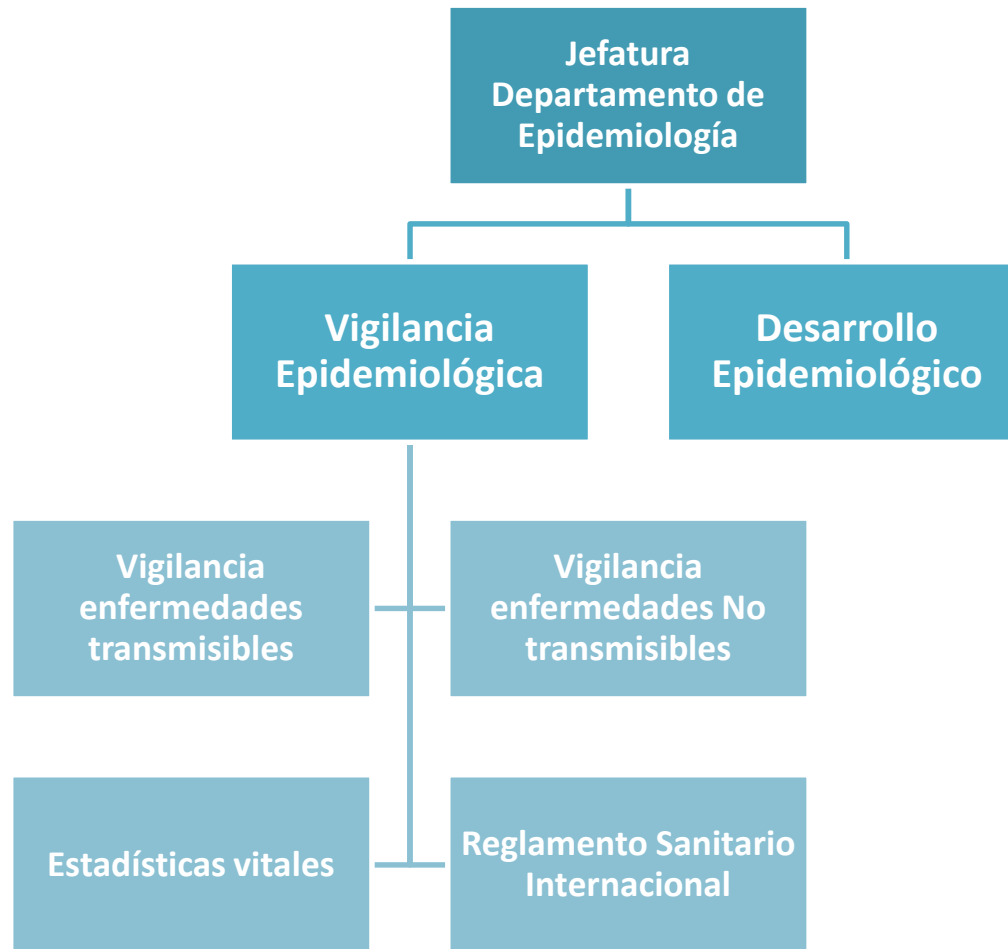 Jefatura
Departamento de
Epidemiología
Vigilancia
Epidemiológica
Desarrollo
Epidemiológico
Vigilancia
enfermedades
transmisibles
Vigilancia
enfermedades No
transmisibles
Estadísticas vitales
Reglamento Sanitario
Internacional